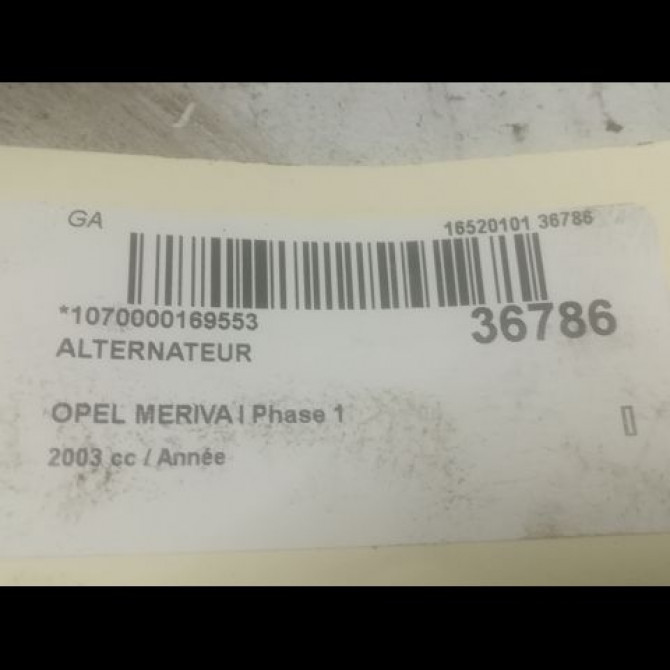 GA
16520101 36786
*1070000169553
36786
ALTERNATEUR
OPEL MERIVA I Phase 1
2003 cc / Année